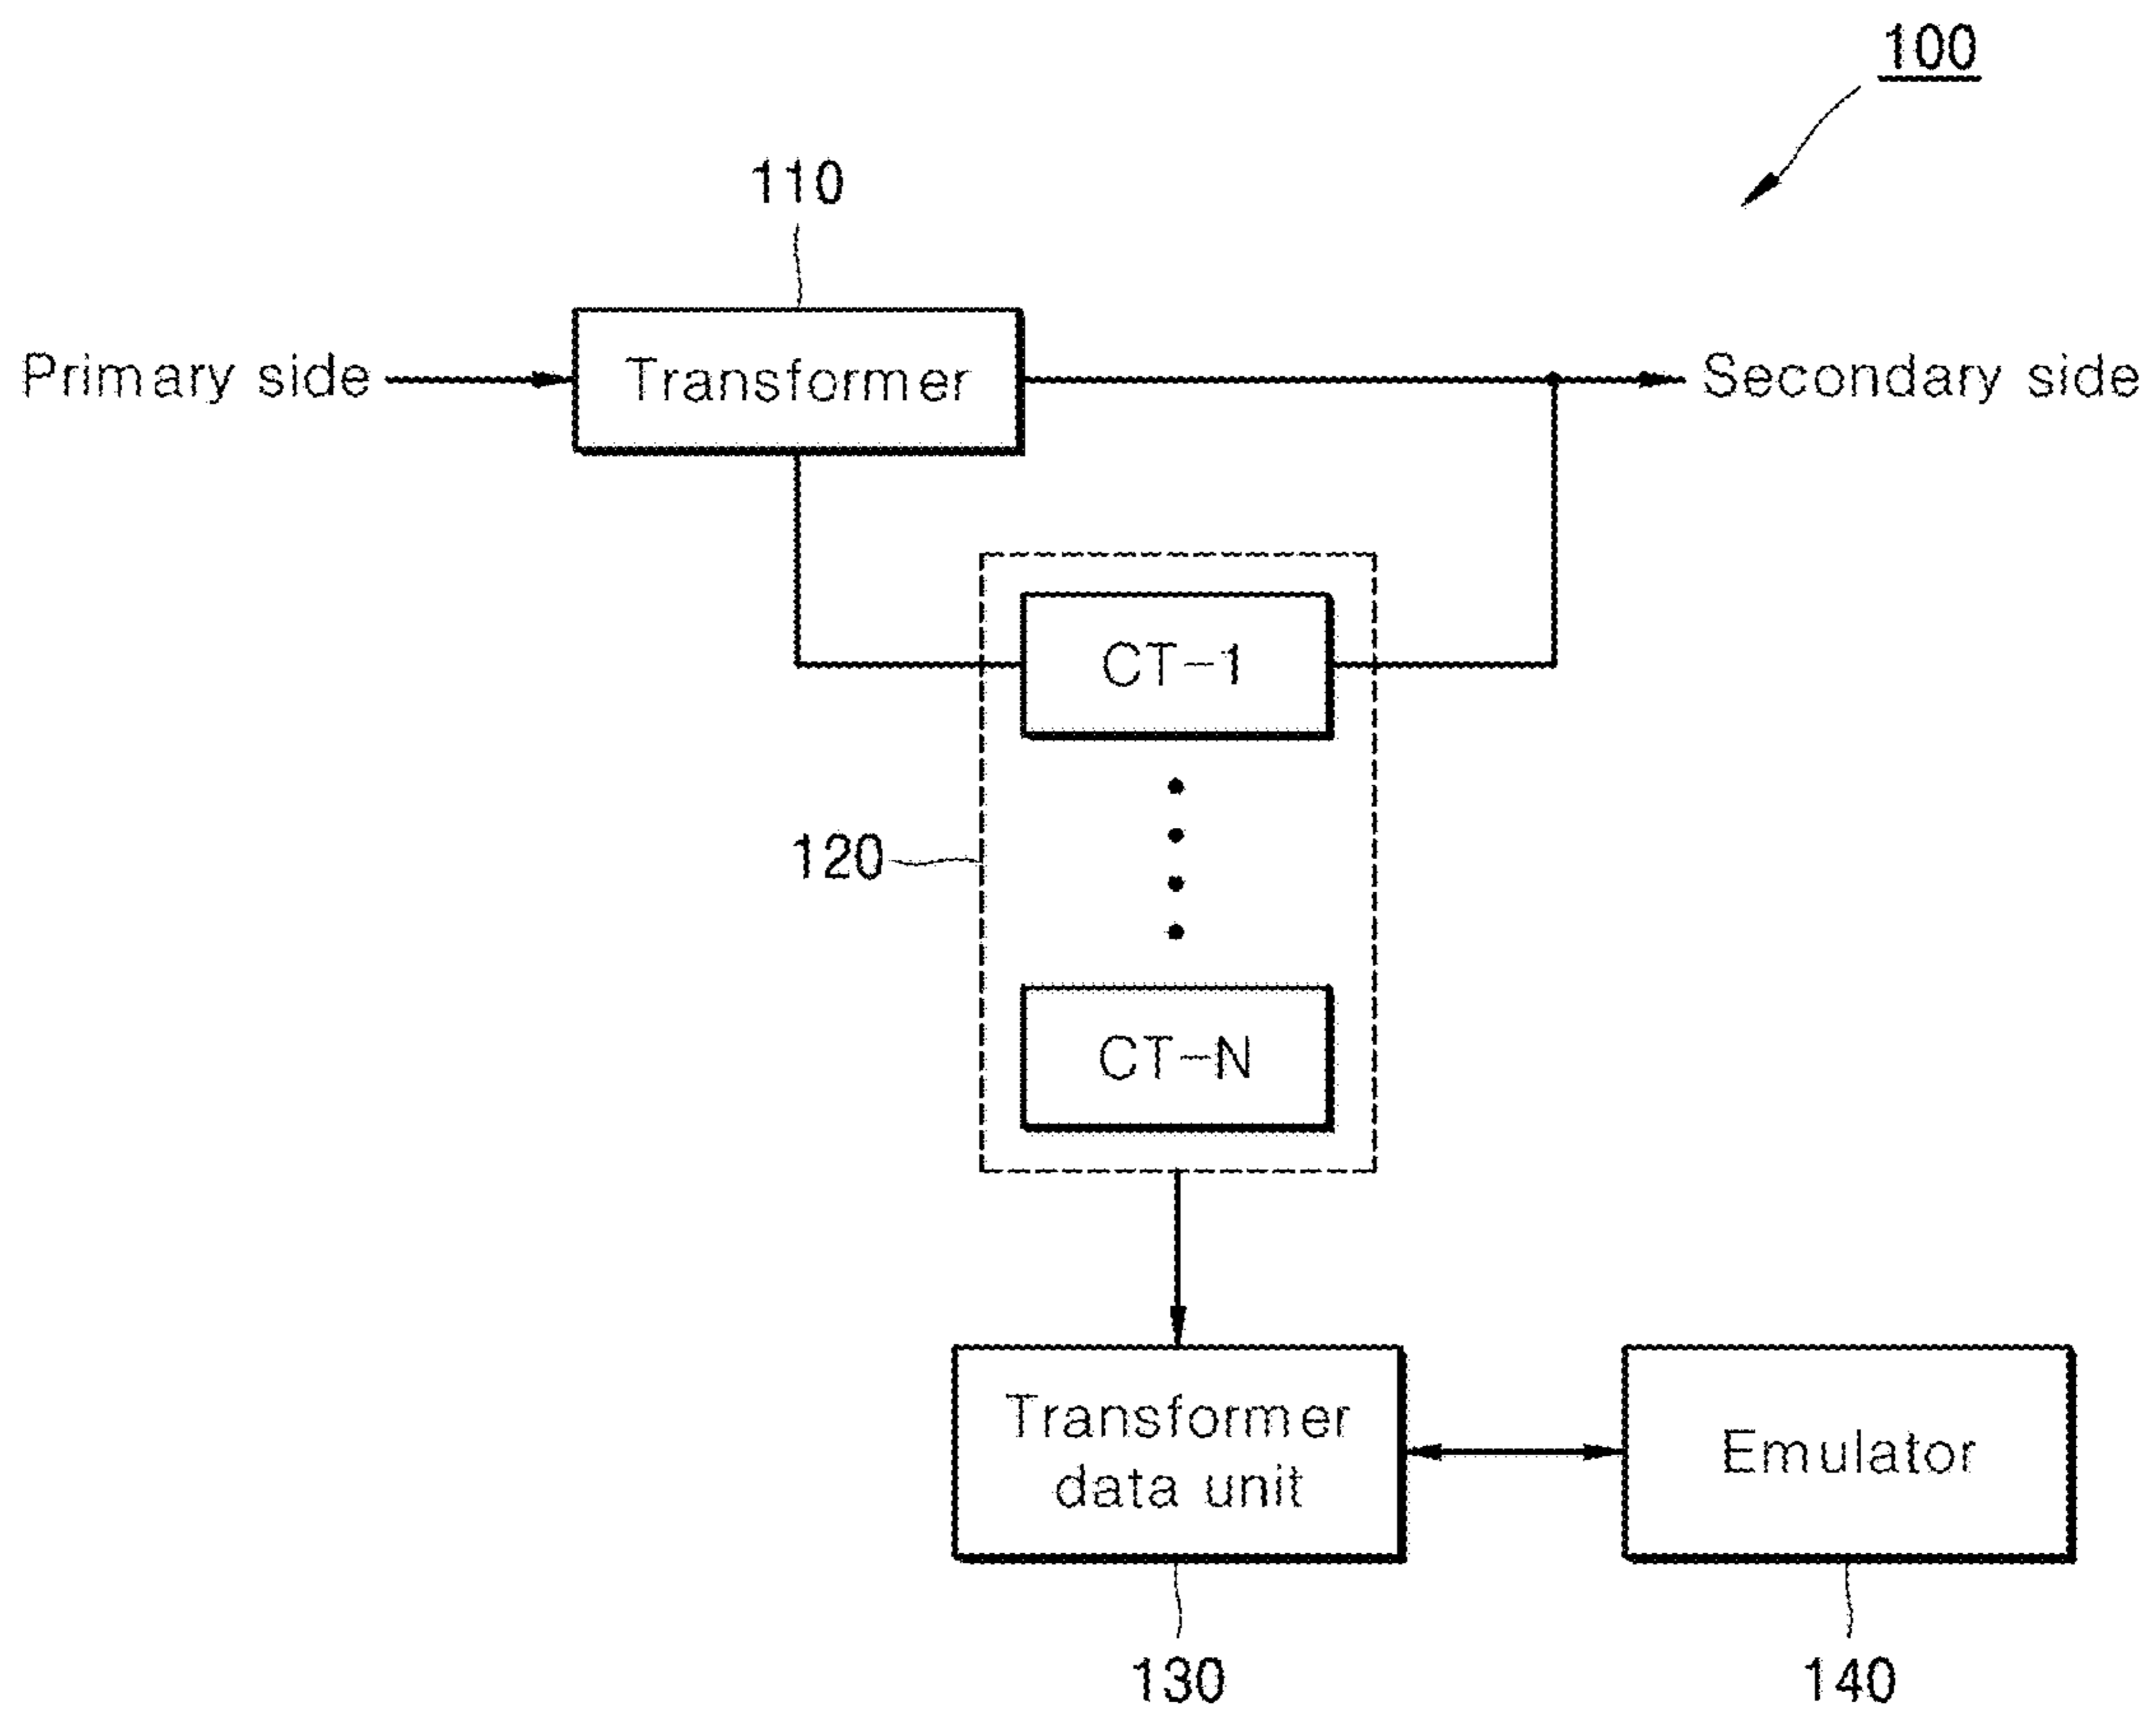 100
110
Primary side
Transformer
Secondary side
CT-1
120
CT-N
Transformer
data unit
Emulator
130
140